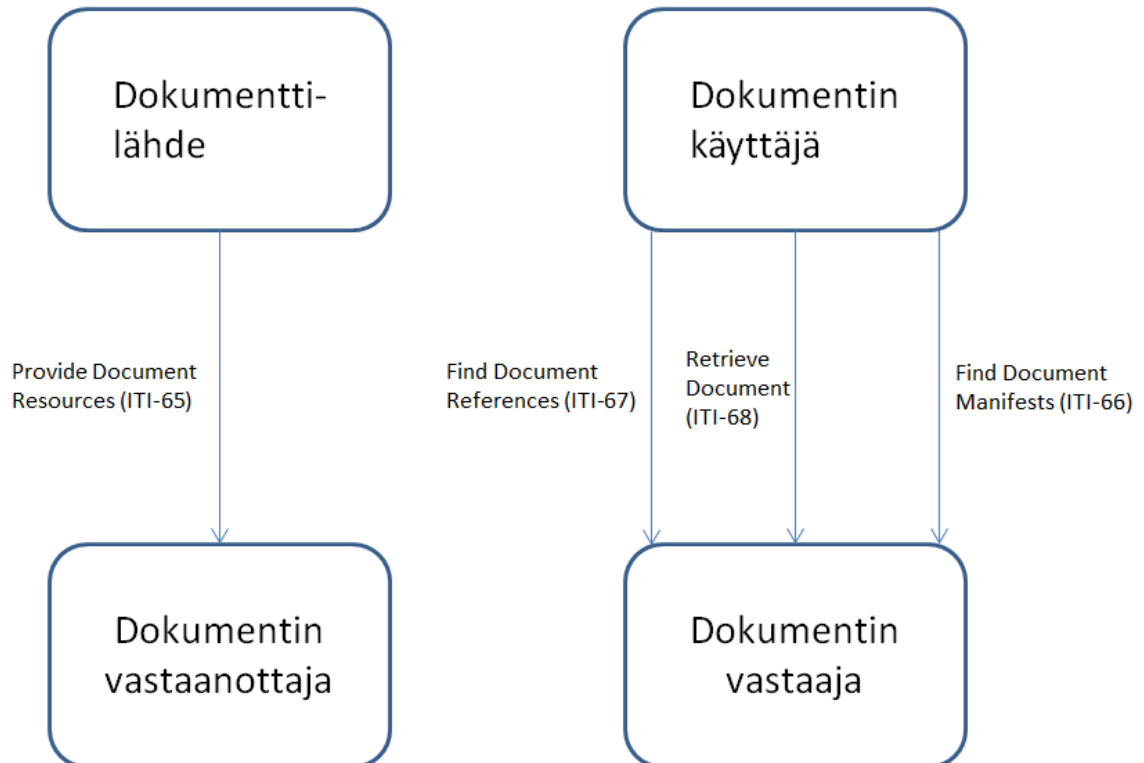 Dokumentti-
lähde
Dokumentin
käyttäjä
Provide Document
Resources (ITI-65)
Find Document
References (ITI-67)
Retrieve
Document
(ITI-68)
Find Document
Manifests (ITI-66)
Dokumentin
vastaanottaja
Dokumentin
vastaaja